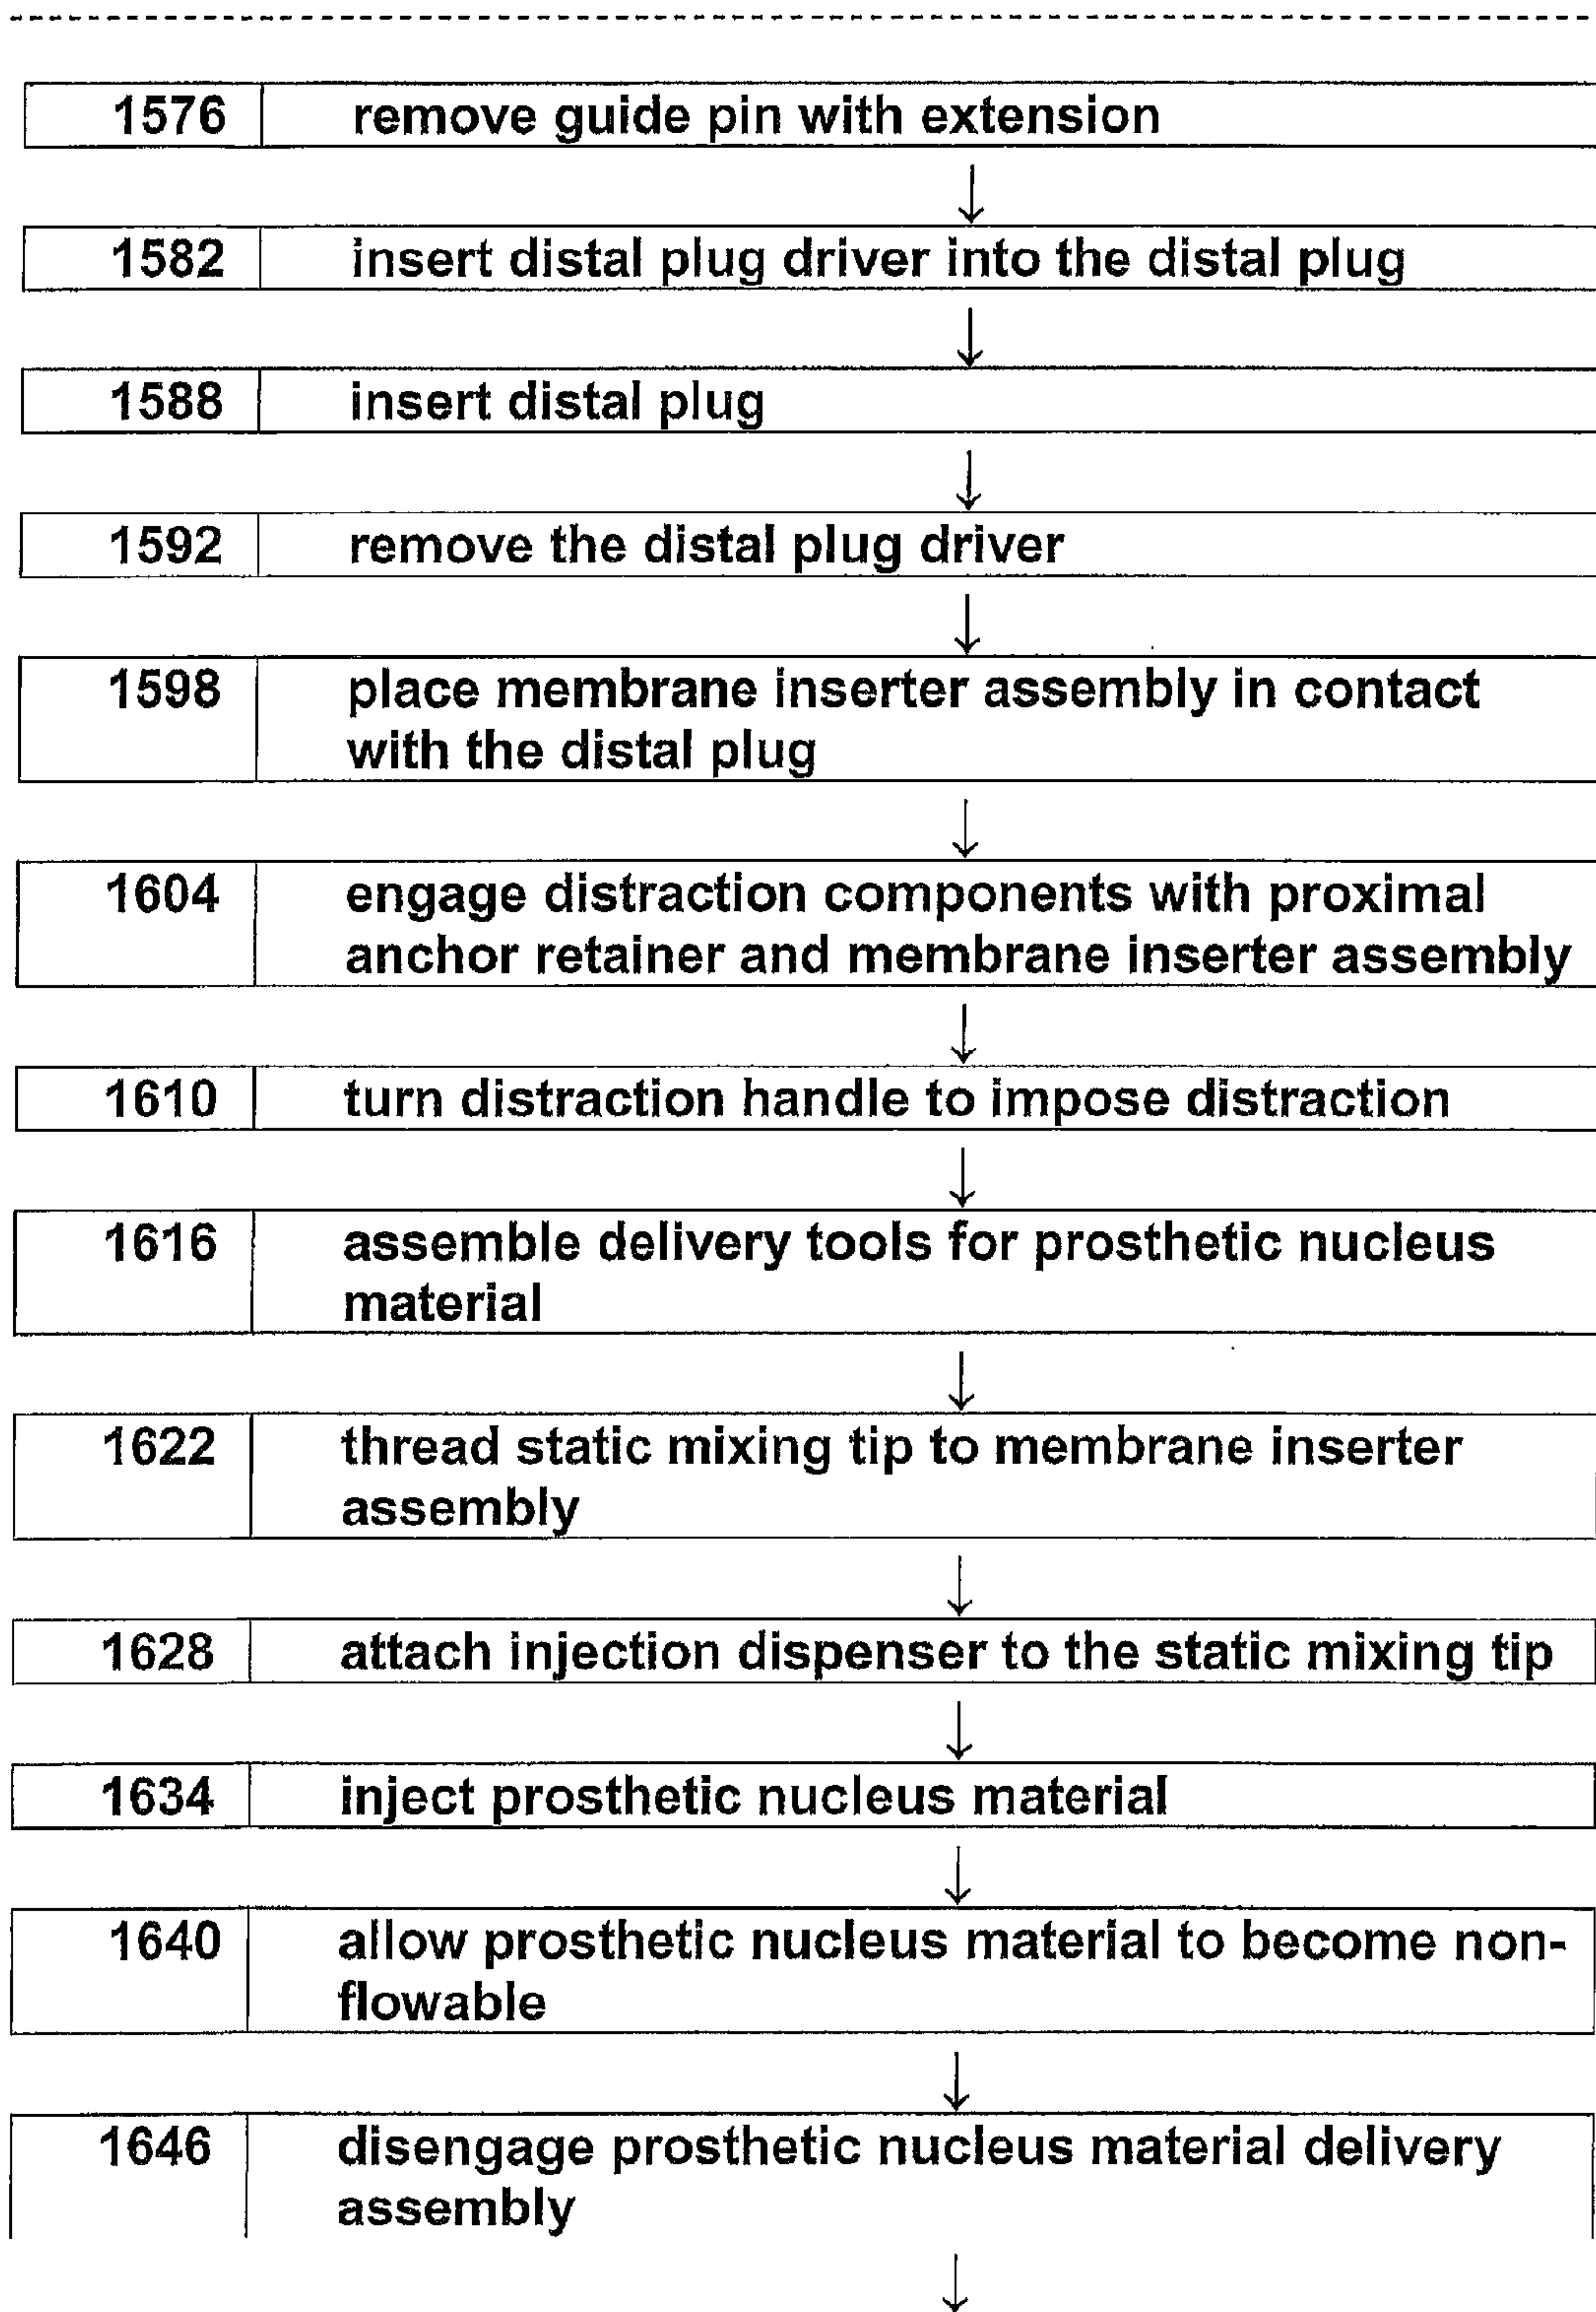 1576 remove guide pin with extension
1582 insert distal plug driver into the distal plug
1588 insert distal plug
1592 remove the distal plug driver
1598 place membrane inserter assembly in contact
with the distal plug
1604 engage distraction components with proximal
anchor retainer and membrane inserter assembly
1610 turn distraction handle to impose distraction
1616 assemble delivery tools for prosthetic nucleus
material
1622 thread static mixing tip to membrane inserter
assembly
1628 attach injection dispenser to the static mixing tip
1634 inject prosthetic nucleus material
1640 allow prosthetic nucleus material to become non-
flowable
1646 disengage prosthetic nucleus material delivery
assembly